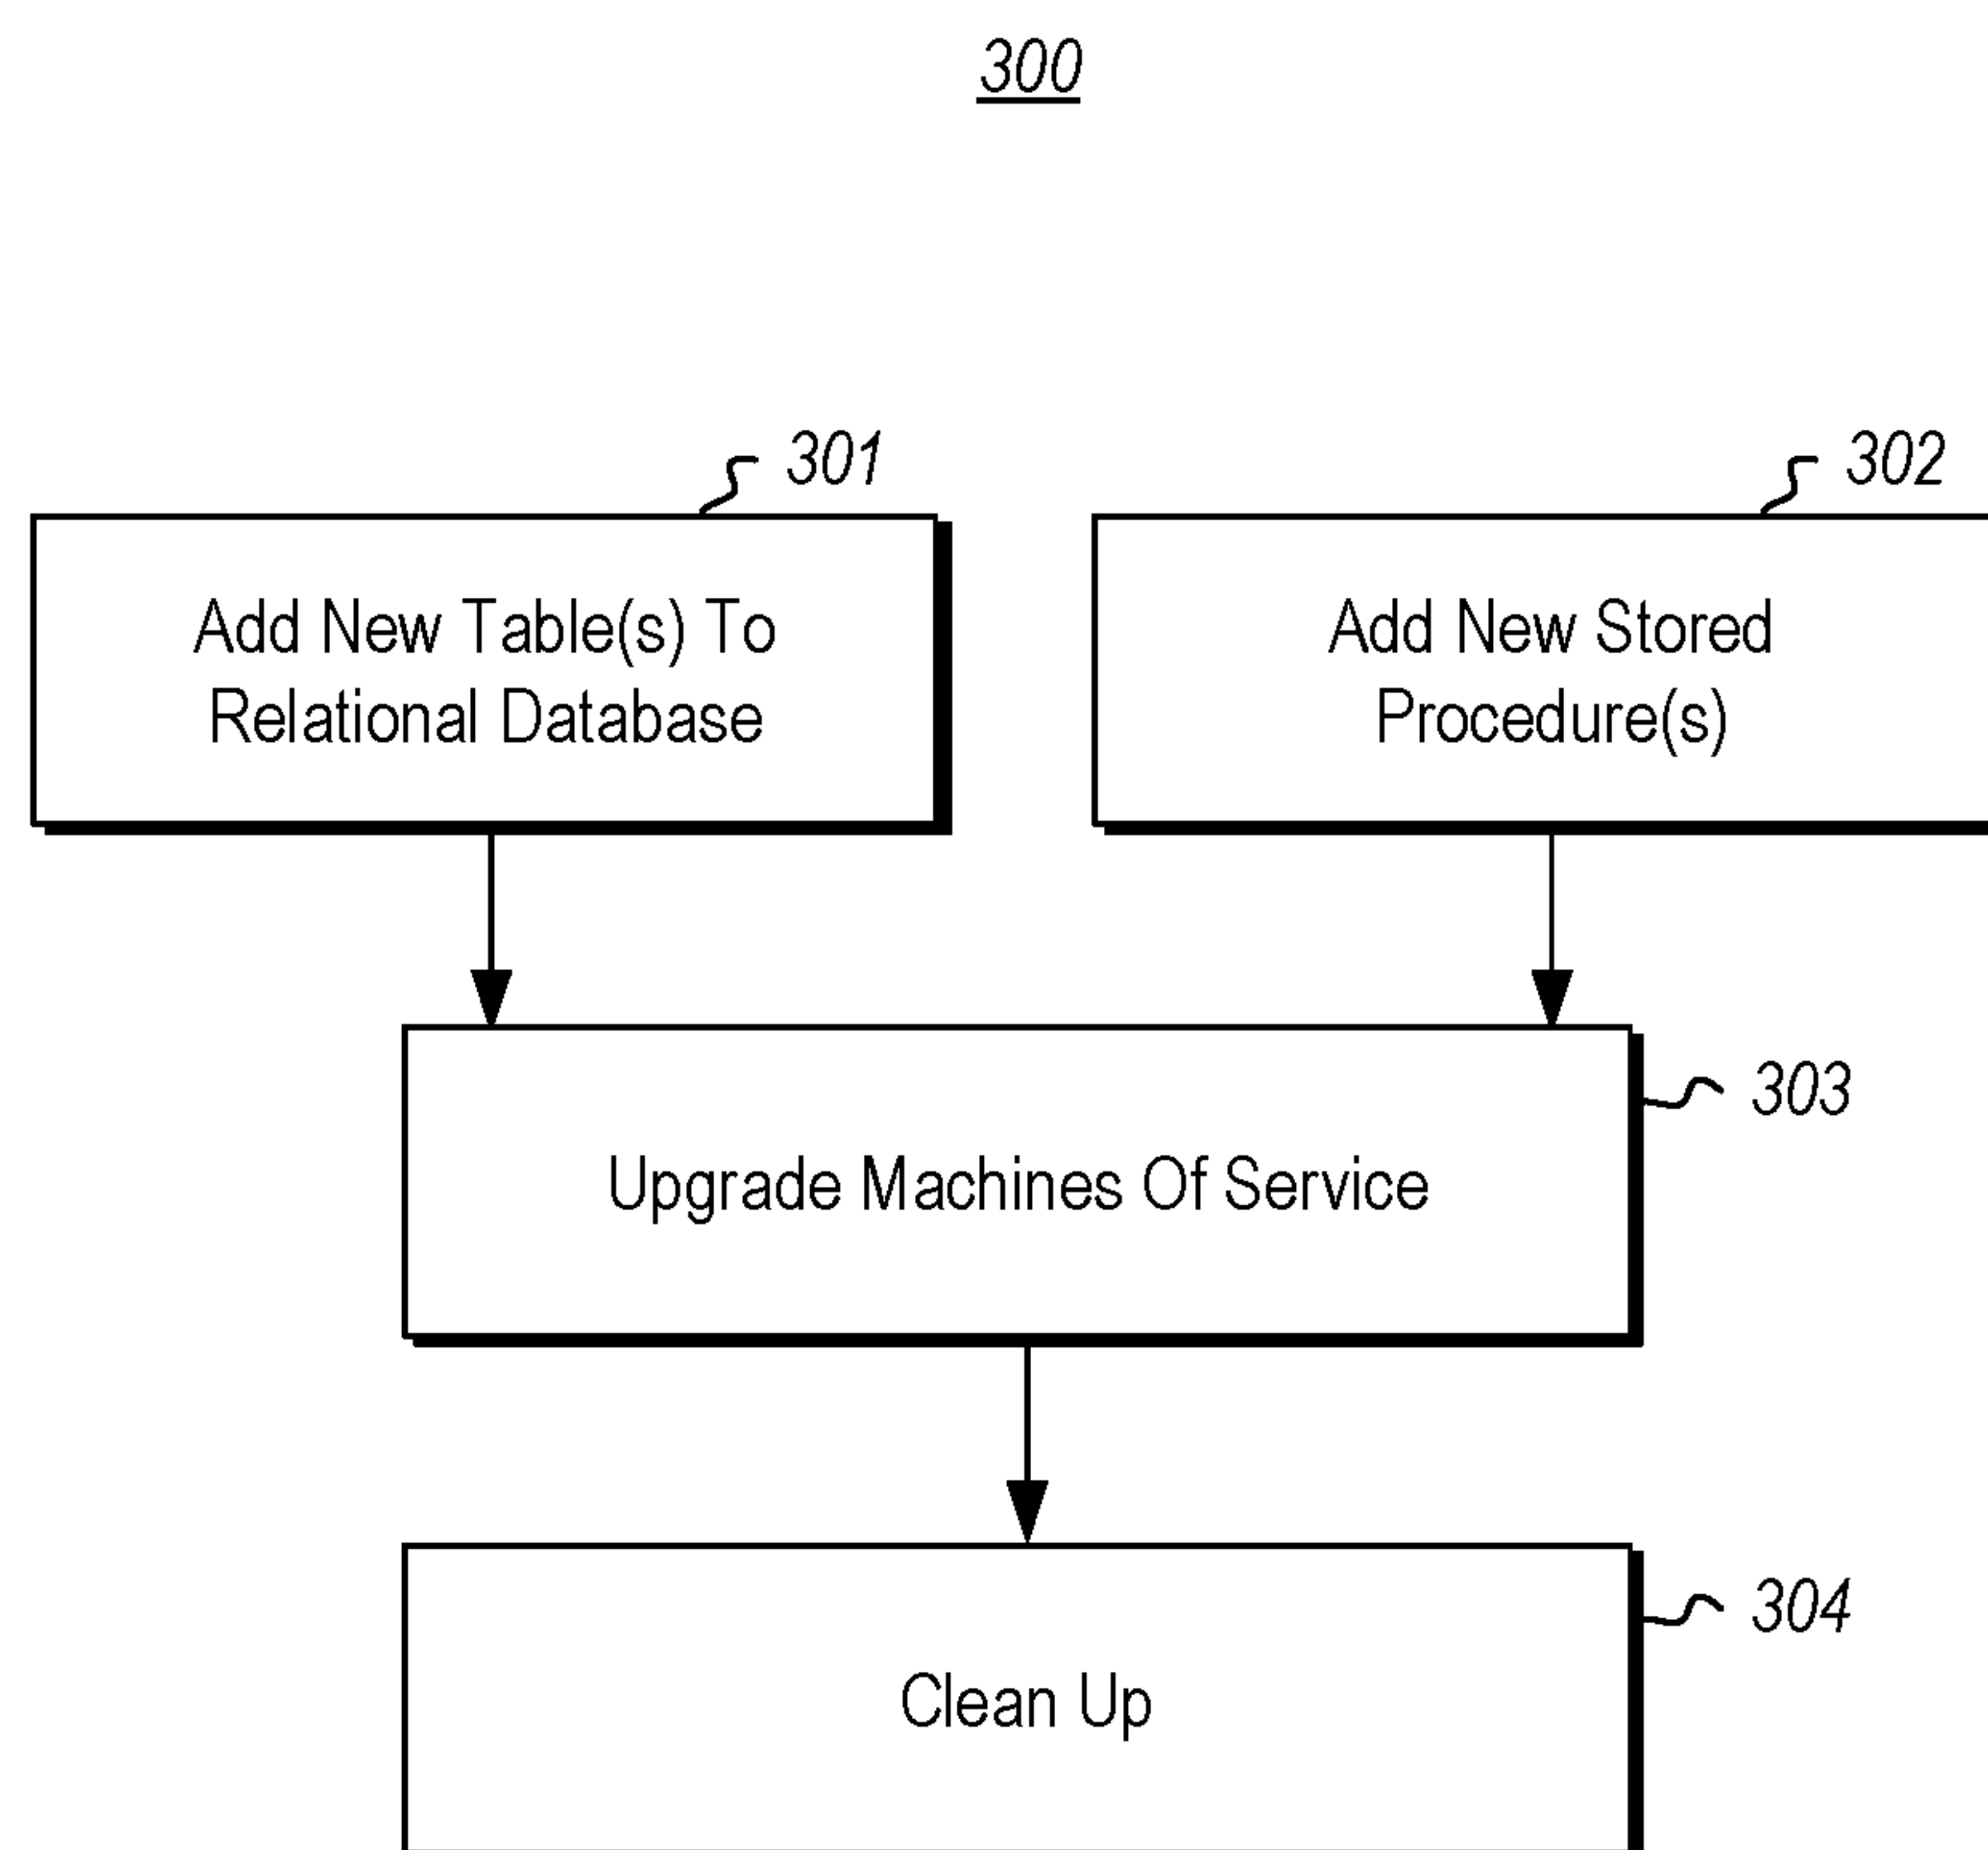 300
301
Add New Table(s) To
Relational Database
302
Add New Stored
Procedure(s)
303
Upgrade Machines Of Service
304
Clean Up